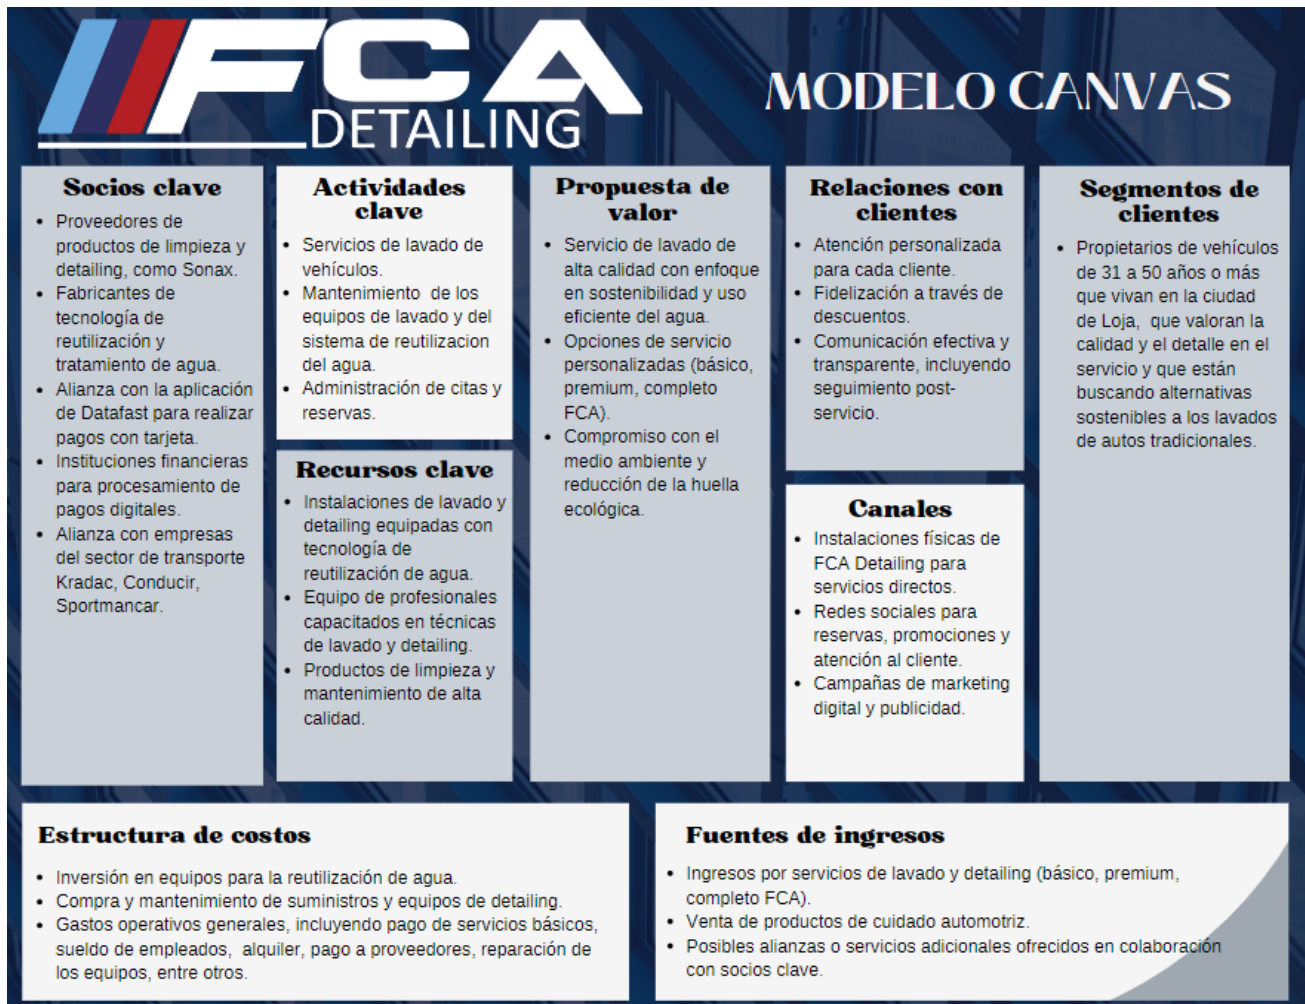 FCA
DETAILING
MODELO CANVAS
Socios clave
• Proveedores de
productos de limpieza y
detailing, como Sonax.
• Fabricantes de
tecnología de
reutilización y
tratamiento de agua.
• Alianza con la aplicación
de Datafast para realizar
pagos con tarjeta.
• Instituciones financieras
para procesamiento de
pagos digitales.
• Alianza con empresas
del sector de transporte
Kradac, Conducir,
Sportmancar.
Actividades
clave
• Servicios de lavado de
vehículos.
• Mantenimiento de los
equipos de lavado y del
sistema de reutilizacion
del agua.
• Administración de citas y
reservas.
Recursos clave
• Instalaciones de lavado y
detailing equipadas con
tecnología de
reutilización de agua.
• Equipo de profesionales
capacitados en técnicas
de lavado y detailing.
• Productos de limpieza y
mantenimiento de alta
calidad.
Propuesta de
valor
• Servicio de lavado de
alta calidad con enfoque
en sostenibilidad y uso
eficiente del agua.
• Opciones de servicio
personalizadas (básico,
premium, completo
FCA).
• Compromiso con el
medio ambiente y
reducción de la huella
ecológica.
Relaciones con
clientes
• Atención personalizada
para cada cliente.
• Fidelización a través de
descuentos.
• Comunicación efectiva y
transparente, incluyendo
seguimiento post-
servicio.
Canales
• Instalaciones físicas de
FCA Detailing para
servicios directos.
• Redes sociales para
reservas, promociones y
atención al cliente.
• Campañas de marketing
digital y publicidad.
Segmentos de
clientes
• Propietarios de vehículos
de 31 a 50 años o más
que vivan en la ciudad
de Loja, que valoran la
calidad y el detalle en el
servicio y que están
buscando alternativas
sostenibles a los lavados
de autos tradicionales.
Estructura de costos
• Inversión en equipos para la reutilización de agua.
• Compra y mantenimiento de suministros y equipos de detailing.
• Gastos operativos generales, incluyendo pago de servicios básicos,
sueldo de empleados, alquiler, pago a proveedores, reparación de
los equipos, entre otros.
Fuentes de ingresos
• Ingresos por servicios de lavado y detailing (básico, premium,
completo FCA).
• Venta de productos de cuidado automotriz.
• Posibles alianzas o servicios adicionales ofrecidos en colaboración
con socios clave.